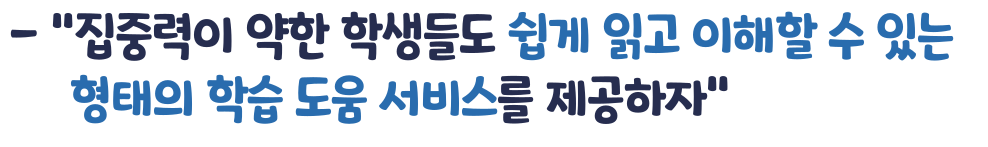 - "집중력이 약한 학생들도 쉽게 읽고 이해할 수 있는
형태의 학습 도움 서비스를 제공하자"